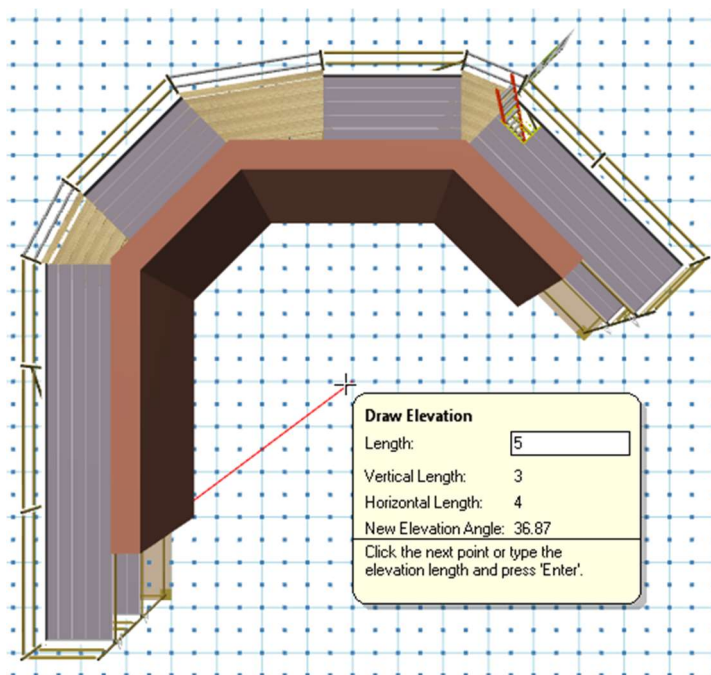 Draw Elevation
Length: 5
Vertical Length: 3
Horizontal Length: 4
New Elevation Angle: 36.87
Click the next point or type the
elevation length and press 'Enter'.